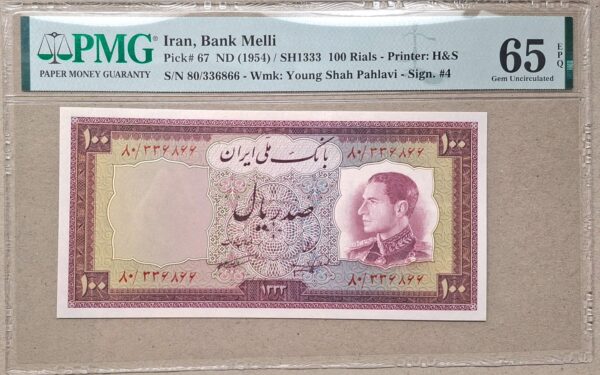 PMG
PAPER MONEY GUARANTY
Iran, Bank Melli
Pick# 67 ND (1954) / SH1333 100 Rials - Printer: H&S
S/N 80/336866 - Wmk: Young Shah Pahlavi - Sign. #4
65 EPQ
Gem Uncirculated
۱۰۰ ۱۰۰
بانک ملی ایران
۸۰/۳۳۶۸۶۶ ۸۰/۳۳۶۸۶۶
صد ریال
۸۰/۳۳۶۸۶۶ ۸۰/۳۳۶۸۶۶
۱۰۰ ۱۳۳۳ ۱۰۰